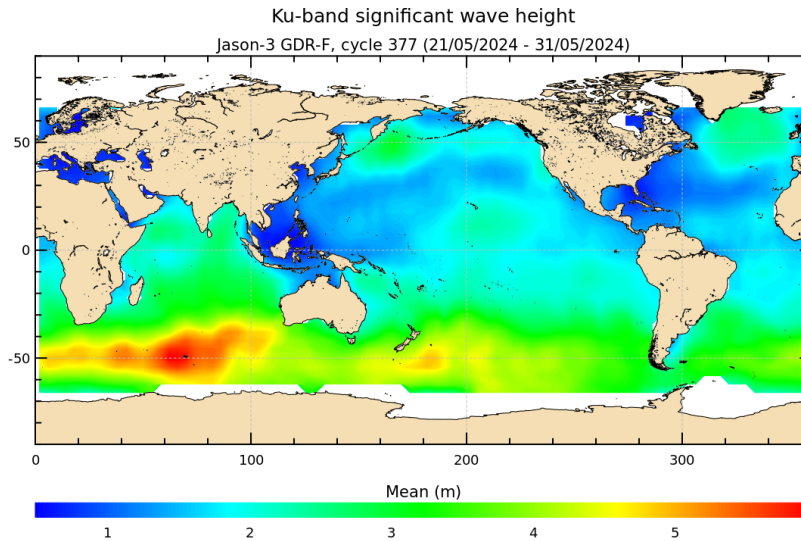 Ku-band significant wave height
Jason-3 GDR-F, cycle 377 (21/05/2024 - 31/05/2024)
50
0
-50
0 100 200 300
Mean (m)
1 2 3 4 5